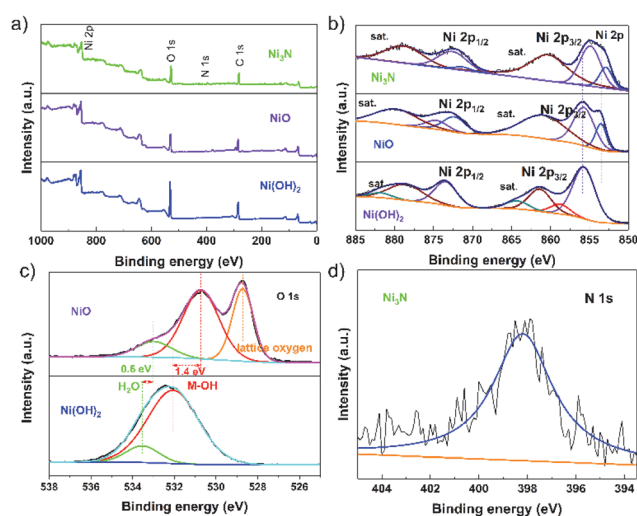 a)
Ni 2p
O 1s
N 1s
C 1s
Ni₃N
NiO
Ni(OH)₂
Intensity (a.u.)
1000 800 600 400 200 0
Binding energy (eV)
b)
sat. Ni 2p₁/₂ sat. Ni 2p₃/₂ Ni 2p
Ni₃N
Ni 2p₁/₂ sat. Ni 2p₃/₂
NiO
sat. Ni 2p₁/₂ sat. Ni 2p₃/₂
Ni(OH)₂
Intensity (a.u.)
885 880 875 870 865 860 855 850
Binding energy (eV)
c)
O 1s
NiO
lattice oxygen
0.6 eV
1.4 eV
H₂O
M-OH
Ni(OH)₂
Intensity (a.u.)
538 536 534 532 530 528 526
Binding energy (eV)
d)
Ni₃N
N 1s
Intensity (a.u.)
404 402 400 398 396 394
Binding energy (eV)